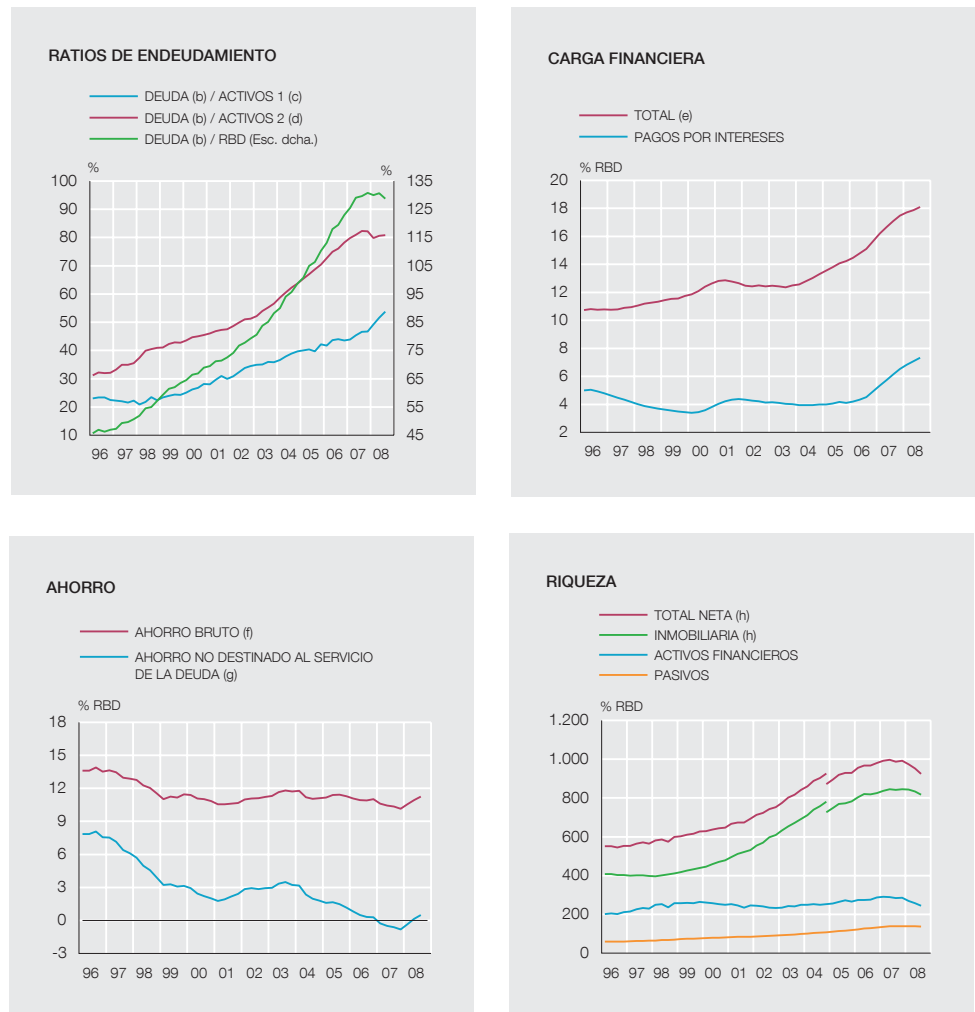 RATIOS DE ENDEUDAMIENTO
DEUDA (b) / ACTIVOS 1 (c)
DEUDA (b) / ACTIVOS 2 (d)
DEUDA (b) / RBD (Esc. dcha.)
% %
100 135
90 125
80 115
70 105
60 95
50 85
40 75
30 65
20 55
10 45
96 97 98 99 00 01 02 03 04 05 06 07 08
CARGA FINANCIERA
TOTAL (e)
PAGOS POR INTERESES
% RBD
20
18
16
14
12
10
8
6
4
2
96 97 98 99 00 01 02 03 04 05 06 07 08
AHORRO
AHORRO BRUTO (f)
AHORRO NO DESTINADO AL SERVICIO
DE LA DEUDA (g)
% RBD
18
15
12
9
6
3
0
-3
96 97 98 99 00 01 02 03 04 05 06 07 08
RIQUEZA
TOTAL NETA (h)
INMOBILIARIA (h)
ACTIVOS FINANCIEROS
PASIVOS
% RBD
1.200
1.000
800
600
400
200
0
96 97 98 99 00 01 02 03 04 05 06 07 08